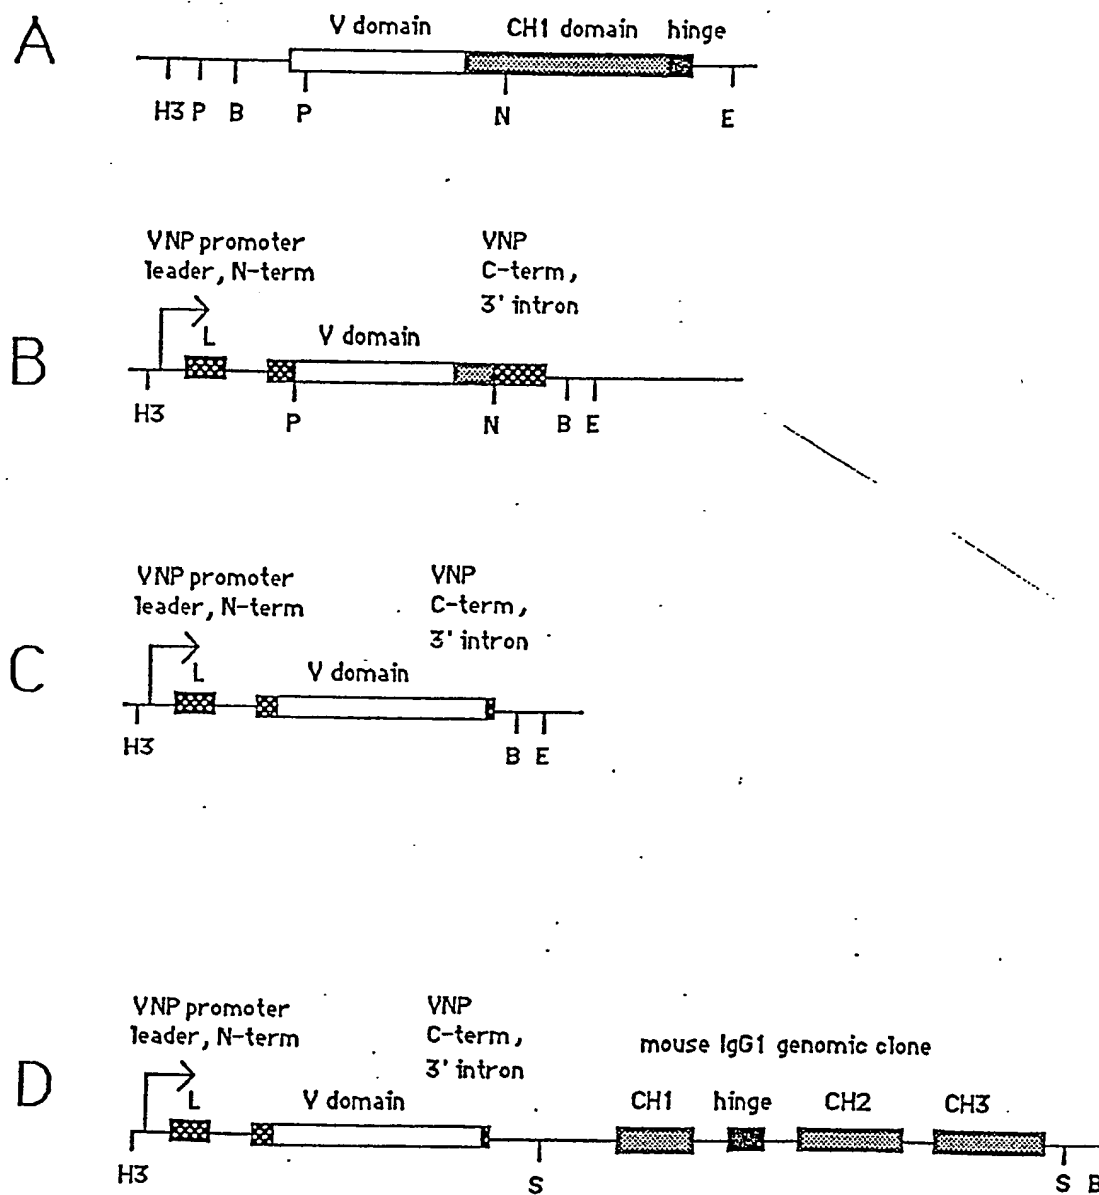 A
V domain CH1 domain hinge
H3 P B P N E
B
VNP promoter
leader, N-term
VNP
C-term,
3' intron
L
V domain
H3 P N B E
C
VNP promoter
leader, N-term
VNP
C-term,
3' intron
L
V domain
H3 B E
D
VNP promoter
leader, N-term
VNP
C-term,
3' intron
mouse IgG1 genomic clone
L
V domain CH1 hinge CH2 CH3
H3 S S B